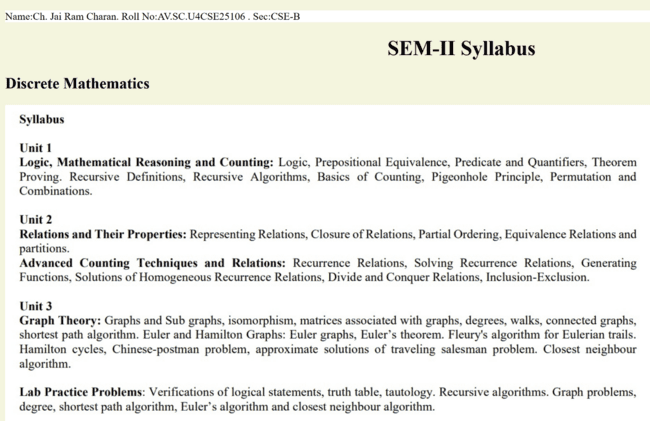 Name:Ch. Jai Ram Charan. Roll No:AV.SC.U4CSE25106 . Sec:CSE-B
SEM-II Syllabus
Discrete Mathematics
Syllabus
Unit 1
Logic, Mathematical Reasoning and Counting: Logic, Prepositional Equivalence, Predicate and Quantifiers, Theorem
Proving. Recursive Definitions, Recursive Algorithms, Basics of Counting, Pigeonhole Principle, Permutation and
Combinations.
Unit 2
Relations and Their Properties: Representing Relations, Closure of Relations, Partial Ordering, Equivalence Relations and
partitions.
Advanced Counting Techniques and Relations: Recurrence Relations, Solving Recurrence Relations, Generating
Functions, Solutions of Homogeneous Recurrence Relations, Divide and Conquer Relations, Inclusion-Exclusion.
Unit 3
Graph Theory: Graphs and Sub graphs, isomorphism, matrices associated with graphs, degrees, walks, connected graphs,
shortest path algorithm. Euler and Hamilton Graphs: Euler graphs, Euler's theorem. Fleury's algorithm for Eulerian trails.
Hamilton cycles, Chinese-postman problem, approximate solutions of traveling salesman problem. Closest neighbour
algorithm.
Lab Practice Problems: Verifications of logical statements, truth table, tautology. Recursive algorithms. Graph problems,
degree, shortest path algorithm, Euler's algorithm and closest neighbour algorithm.